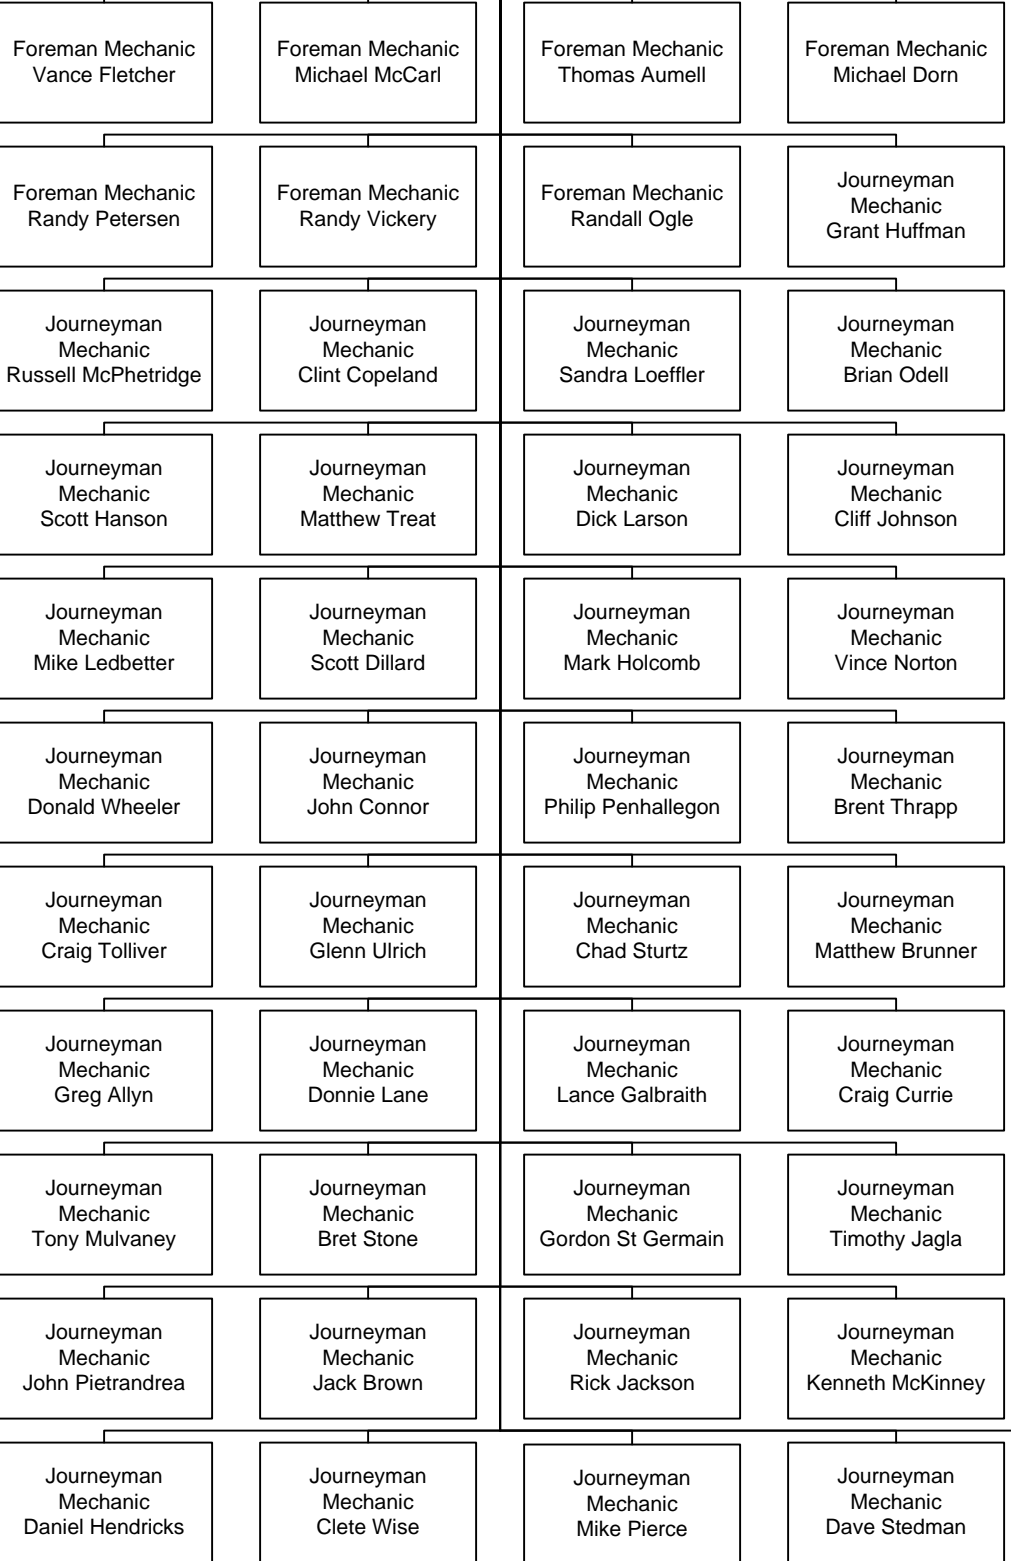 Foreman Mechanic
Vance Fletcher
Foreman Mechanic
Michael McCarl
Foreman Mechanic
Thomas Aumell
Foreman Mechanic
Michael Dorn
Foreman Mechanic
Randy Petersen
Foreman Mechanic
Randy Vickery
Foreman Mechanic
Randall Ogle
Journeyman
Mechanic
Grant Huffman
Journeyman
Mechanic
Russell McPhetridge
Journeyman
Mechanic
Clint Copeland
Journeyman
Mechanic
Sandra Loeffler
Journeyman
Mechanic
Brian Odell
Journeyman
Mechanic
Scott Hanson
Journeyman
Mechanic
Matthew Treat
Journeyman
Mechanic
Dick Larson
Journeyman
Mechanic
Cliff Johnson
Journeyman
Mechanic
Mike Ledbetter
Journeyman
Mechanic
Scott Dillard
Journeyman
Mechanic
Mark Holcomb
Journeyman
Mechanic
Vince Norton
Journeyman
Mechanic
Donald Wheeler
Journeyman
Mechanic
John Connor
Journeyman
Mechanic
Philip Penhallegon
Journeyman
Mechanic
Brent Thrapp
Journeyman
Mechanic
Craig Tolliver
Journeyman
Mechanic
Glenn Ulrich
Journeyman
Mechanic
Chad Sturtz
Journeyman
Mechanic
Matthew Brunner
Journeyman
Mechanic
Greg Allyn
Journeyman
Mechanic
Donnie Lane
Journeyman
Mechanic
Lance Galbraith
Journeyman
Mechanic
Craig Currie
Journeyman
Mechanic
Tony Mulvaney
Journeyman
Mechanic
Bret Stone
Journeyman
Mechanic
Gordon St Germain
Journeyman
Mechanic
Timothy Jagla
Journeyman
Mechanic
John Pietrandrea
Journeyman
Mechanic
Jack Brown
Journeyman
Mechanic
Rick Jackson
Journeyman
Mechanic
Kenneth McKinney
Journeyman
Mechanic
Daniel Hendricks
Journeyman
Mechanic
Clete Wise
Journeyman
Mechanic
Mike Pierce
Journeyman
Mechanic
Dave Stedman